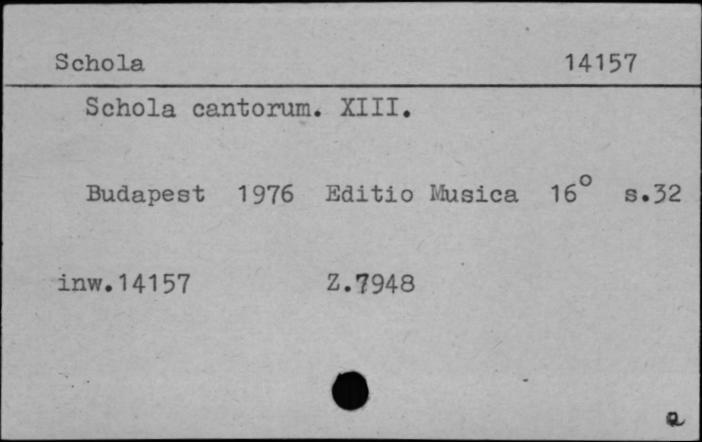 Schola 14157
Schola cantorum. XIII.
Budapest 1976 Editio Musica 16° s.32
inw.14157 Z.7948
a